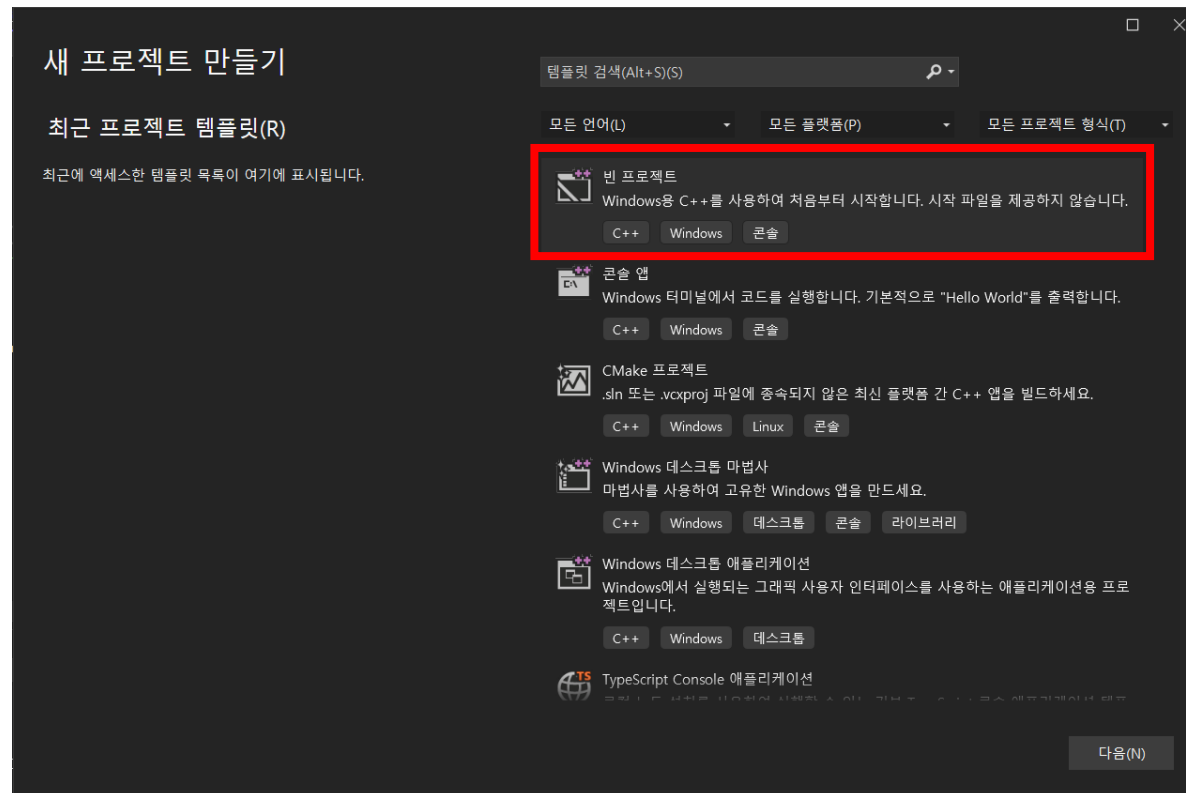 새 프로젝트 만들기
최근 프로젝트 템플릿(R)
최근에 액세스한 템플릿 목록이 여기에 표시됩니다.
템플릿 검색(Alt+S)(S)
모든 언어(L) 모든 플랫폼(P) 모든 프로젝트 형식(T)
빈 프로젝트
Windows용 C++를 사용하여 처음부터 시작합니다. 시작 파일을 제공하지 않습니다.
C++ Windows 콘솔
콘솔 앱
Windows 터미널에서 코드를 실행합니다. 기본적으로 "Hello World"를 출력합니다.
C++ Windows 콘솔
CMake 프로젝트
.sln 또는 .vcxproj 파일에 종속되지 않은 최신 플랫폼 간 C++ 앱을 빌드하세요.
C++ Windows Linux 콘솔
Windows 데스크톱 마법사
마법사를 사용하여 고유한 Windows 앱을 만드세요.
C++ Windows 데스크톱 콘솔 라이브러리
Windows 데스크톱 애플리케이션
Windows에서 실행되는 그래픽 사용자 인터페이스를 사용하는 애플리케이션용 프로
젝트입니다.
C++ Windows 데스크톱
TS
TypeScript Console 애플리케이션
다음(N)